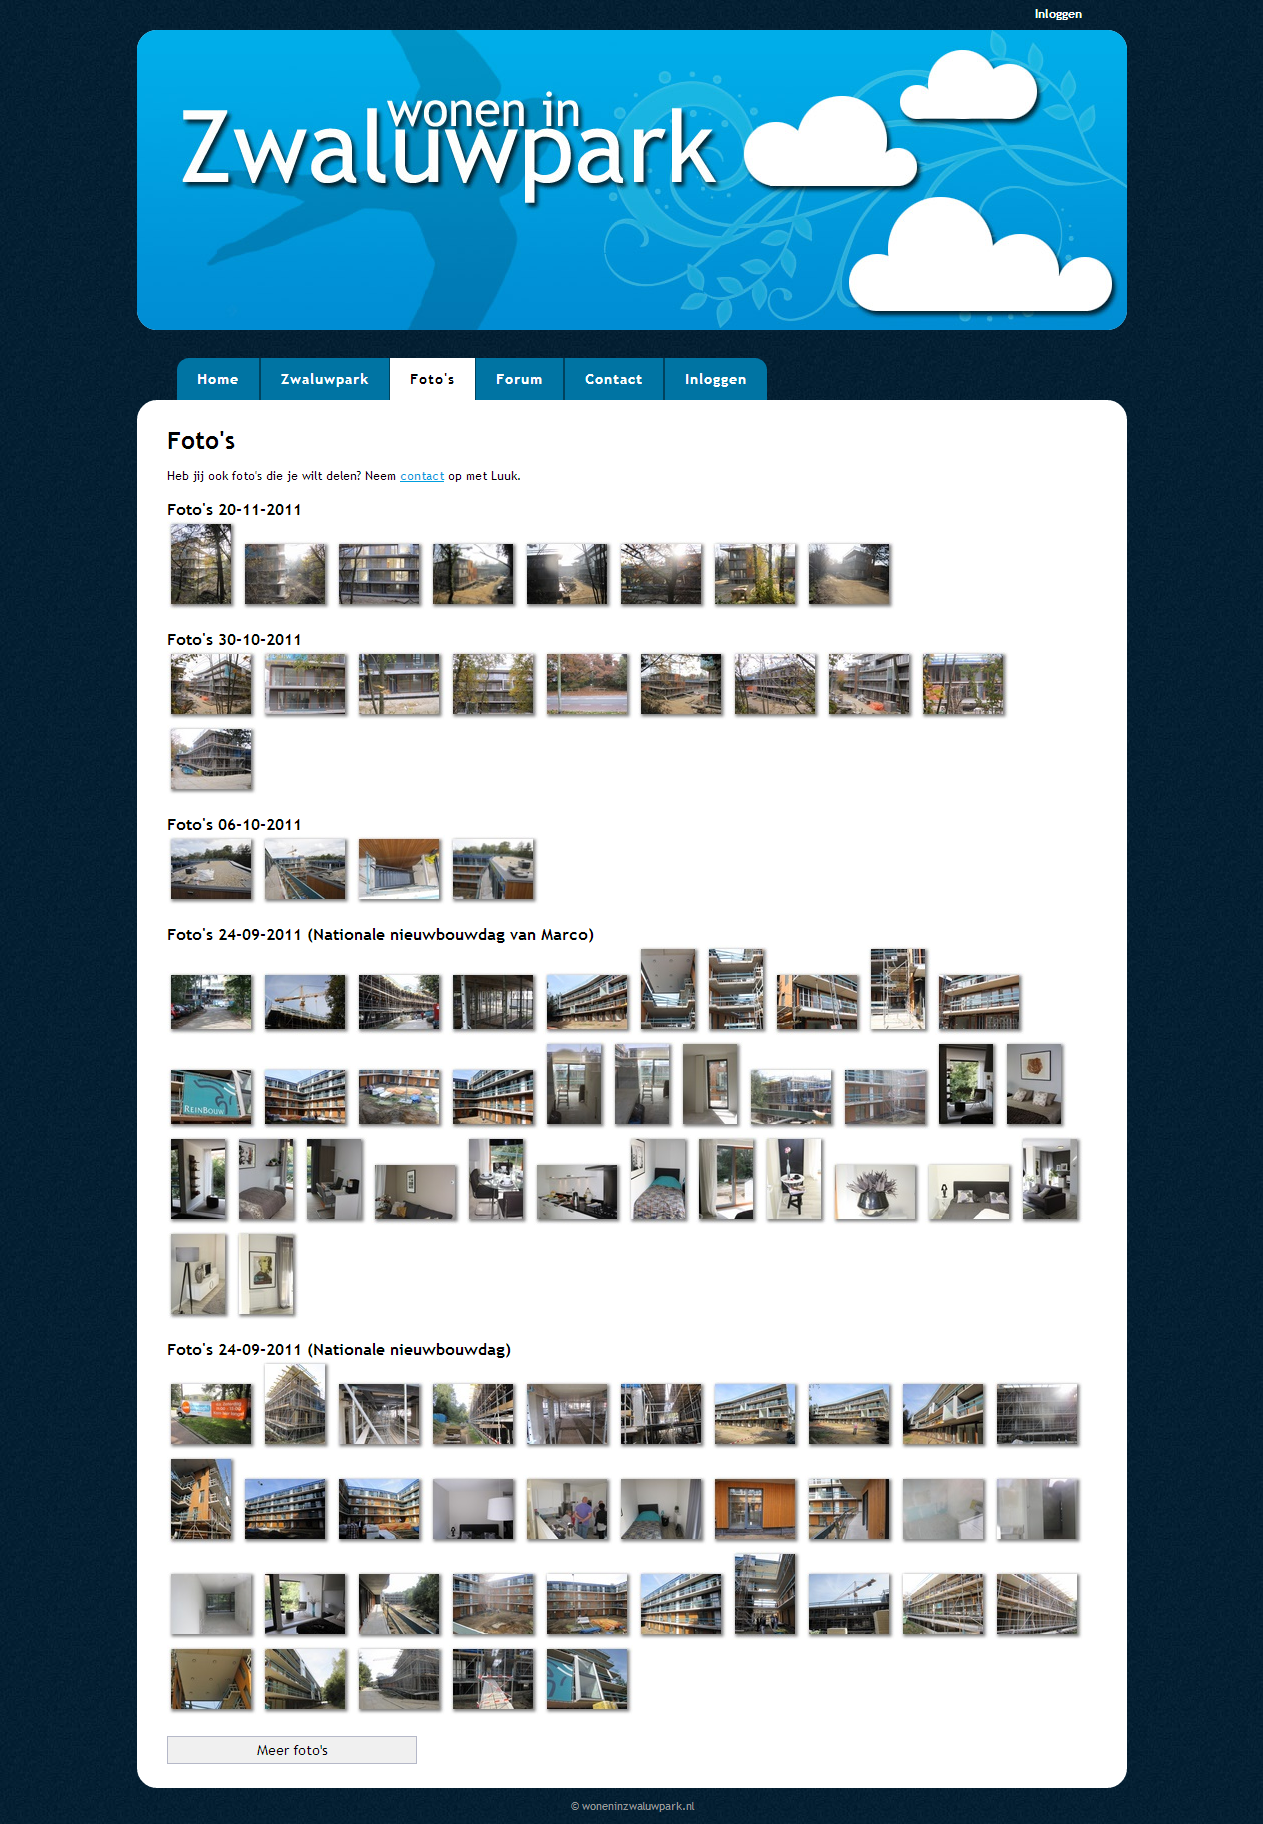 Inloggen
wonen in
Zwaluwpark
Home
Zwaluwpark
Foto's
Forum
Contact
Inloggen
Foto's
Heb jij ook foto's die je wilt delen? Neem contact op met Luuk.
Foto's 20-11-2011
Foto's 30-10-2011
Foto's 06-10-2011
Foto's 24-09-2011 (Nationale nieuwbouwdag van Marco)
REINBOUW
Foto's 24-09-2011 (Nationale nieuwbouwdag)
Meer foto's
© woneninzwaluwpark.nl